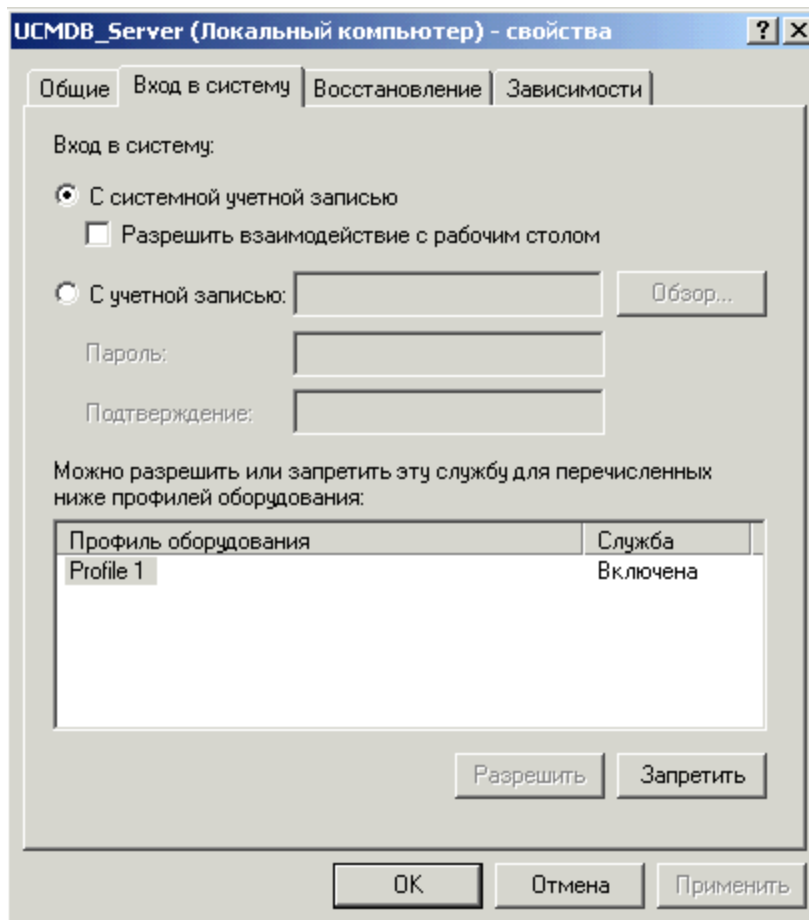 UCMDB_Server (Локальный компьютер) - свойства
Общие Вход в систему Восстановление Зависимости
Вход в систему:
С системной учетной записью
Разрешить взаимодействие с рабочим столом
С учетной записью: Обзор...
Пароль:
Подтверждение:
Можно разрешить или запретить эту службу для перечисленных
ниже профилей оборудования:
Профиль оборудования Служба
Profile 1 Включена
Разрешить Запретить
OK Отмена Применить